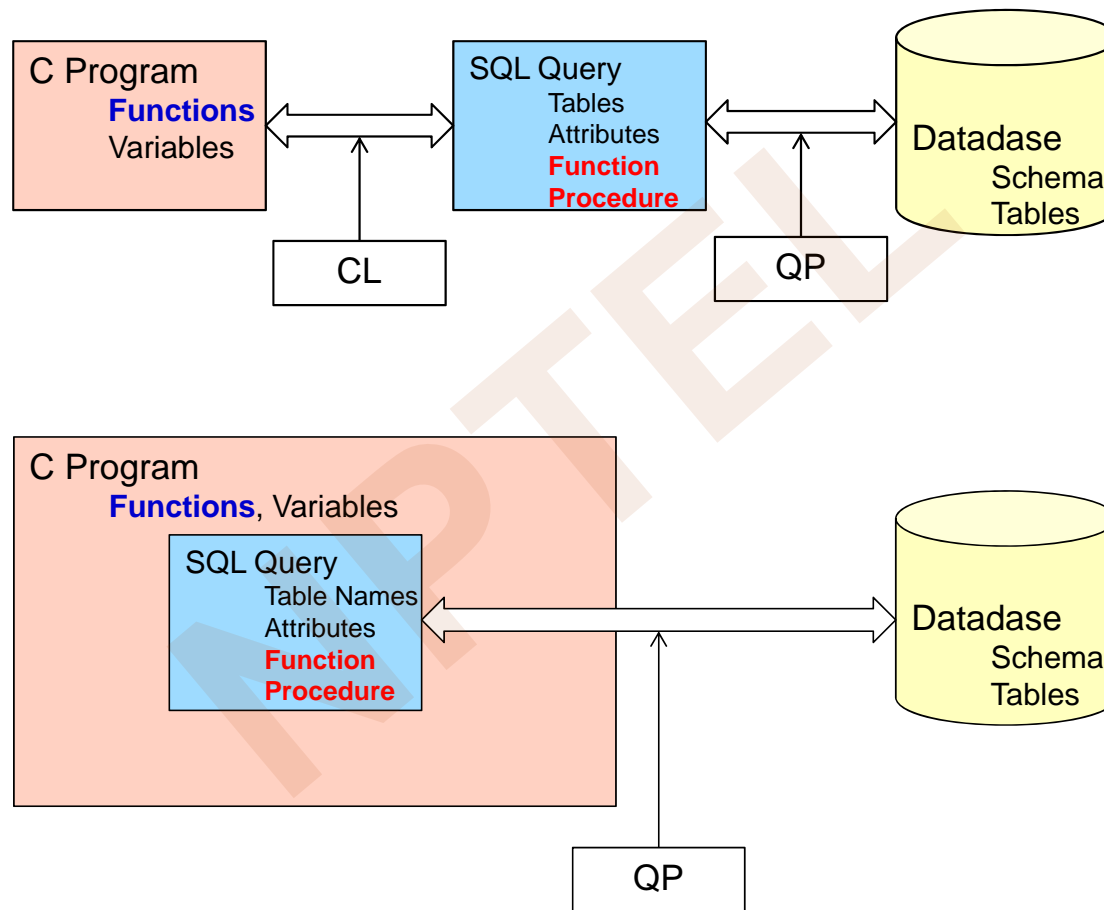 C Program
Functions
Variables
SQL Query
Tables
Attributes
Function
Procedure
Datadase
Schema
Tables
CL
QP
C Program
Functions, Variables
SQL Query
Table Names
Attributes
Function
Procedure
Datadase
Schema
Tables
QP
NPTEL